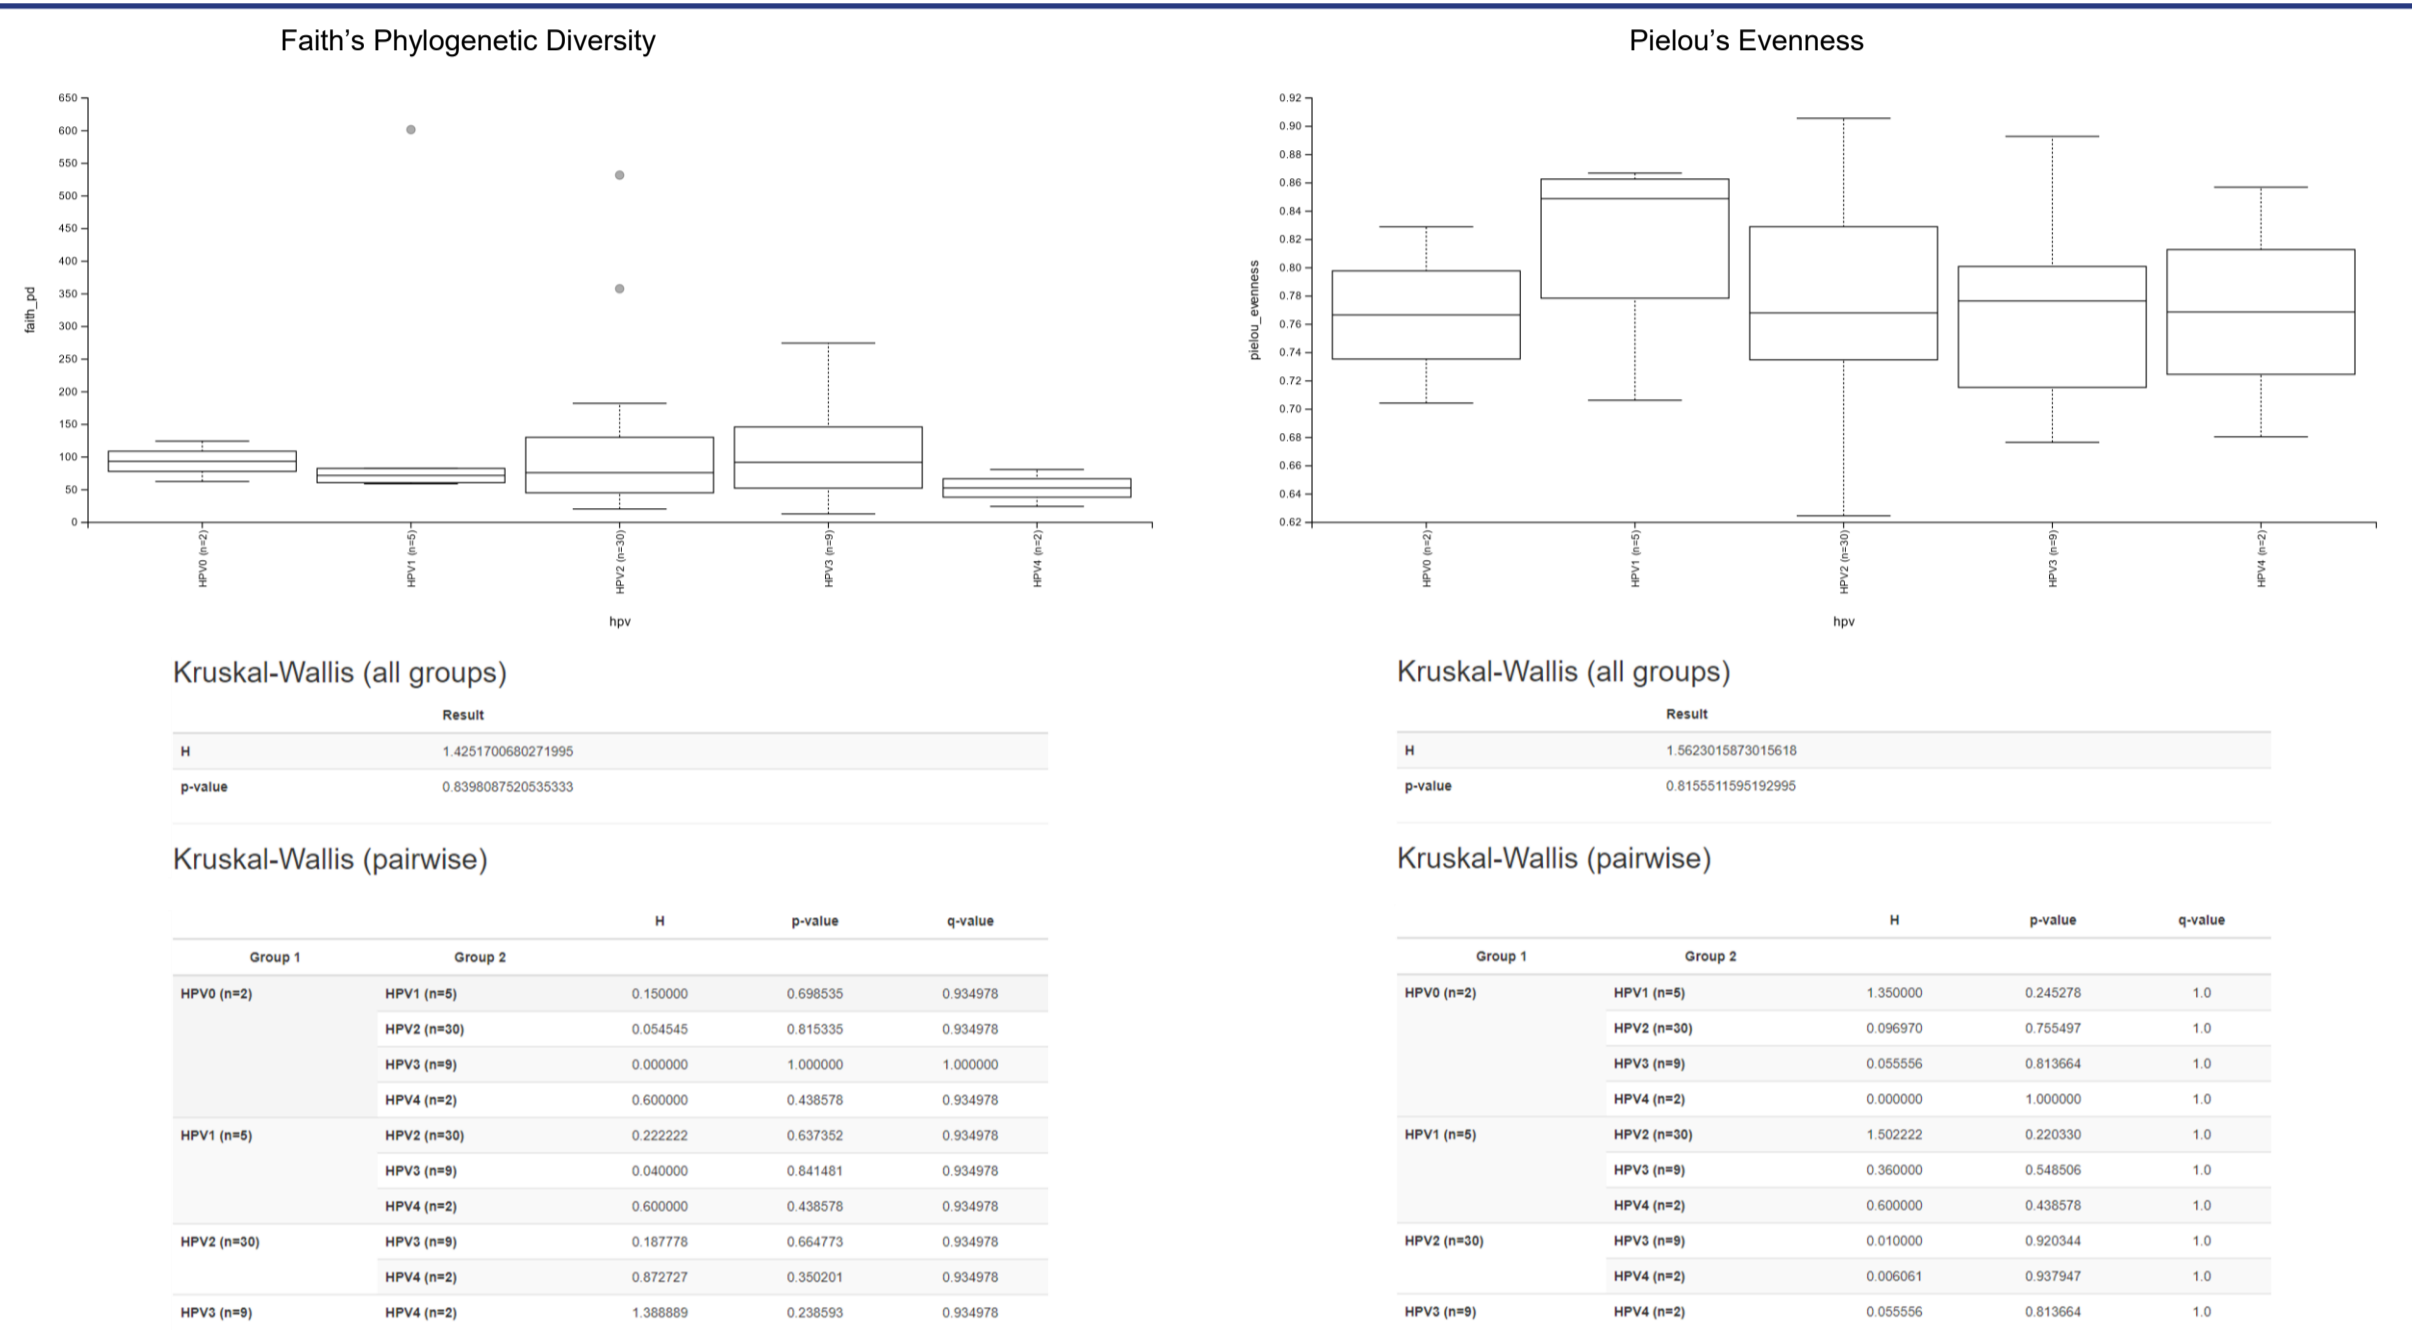 Faith's Phylogenetic Diversity
650
600
550
500
450
400
350
300
250
200
150
100
50
0
faith_pd
HPV0 (n=2)
HPV1 (n=5)
HPV2 (n=30)
HPV3 (n=9)
HPV4 (n=2)
hpv
Kruskal-Wallis (all groups)
Result
H 1.4251700680271995
p-value 0.8398087520535333
Kruskal-Wallis (pairwise)
H p-value q-value
Group 1 Group 2
HPV0 (n=2) HPV1 (n=5) 0.150000 0.698535 0.934978
HPV2 (n=30) 0.054545 0.815335 0.934978
HPV3 (n=9) 0.000000 1.000000 1.000000
HPV4 (n=2) 0.600000 0.438578 0.934978
HPV1 (n=5) HPV2 (n=30) 0.222222 0.637352 0.934978
HPV3 (n=9) 0.040000 0.841481 0.934978
HPV4 (n=2) 0.600000 0.438578 0.934978
HPV2 (n=30) HPV3 (n=9) 0.187778 0.664773 0.934978
HPV4 (n=2) 0.872727 0.350201 0.934978
HPV3 (n=9) HPV4 (n=2) 1.388889 0.238593 0.934978
Pielou's Evenness
0.92
0.90
0.88
0.86
0.84
0.82
0.80
0.78
0.76
0.74
0.72
0.70
0.68
0.66
0.64
0.62
pielou_evenness
HPV0 (n=2)
HPV1 (n=5)
HPV2 (n=30)
HPV3 (n=9)
HPV4 (n=2)
hpv
Kruskal-Wallis (all groups)
Result
H 1.5623015873015618
p-value 0.8155511595192995
Kruskal-Wallis (pairwise)
H p-value q-value
Group 1 Group 2
HPV0 (n=2) HPV1 (n=5) 1.350000 0.245278 1.0
HPV2 (n=30) 0.096970 0.755497 1.0
HPV3 (n=9) 0.055556 0.813664 1.0
HPV4 (n=2) 0.000000 1.000000 1.0
HPV1 (n=5) HPV2 (n=30) 1.502222 0.220330 1.0
HPV3 (n=9) 0.360000 0.548506 1.0
HPV4 (n=2) 0.600000 0.438578 1.0
HPV2 (n=30) HPV3 (n=9) 0.010000 0.920344 1.0
HPV4 (n=2) 0.006061 0.937947 1.0
HPV3 (n=9) HPV4 (n=2) 0.055556 0.813664 1.0